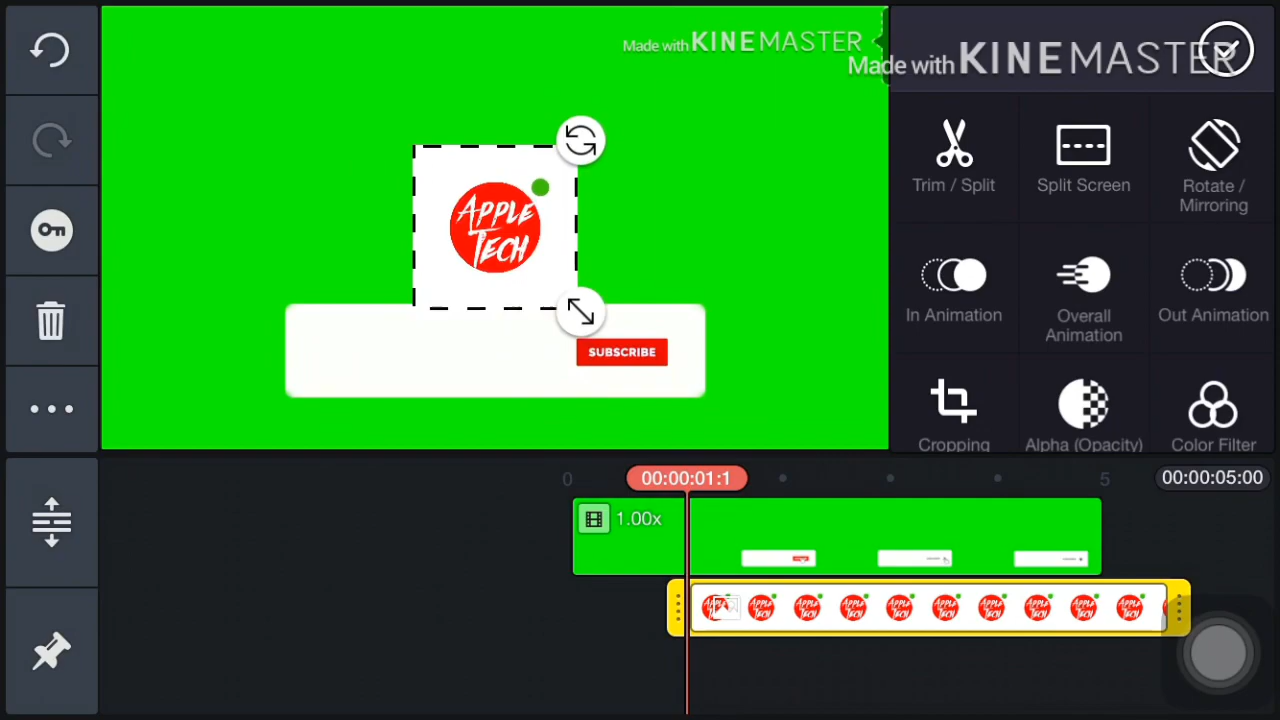 Made with KINEMASTER
Made with KINEMASTER
Trim / Split
Split Screen
Rotate /
Mirroring
APPLE
TECH
In Animation
Overall
Animation
Out Animation
SUBSCRIBE
Cropping
Alpha (Opacity)
Color Filter
0
00:00:01:1
5
00:00:05:00
1.00x